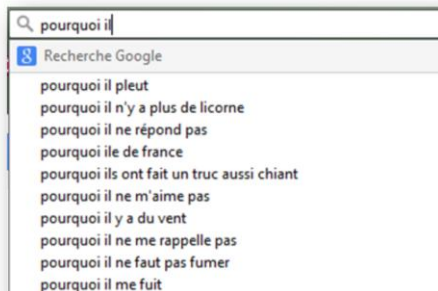 pourquoi il
Recherche Google
pourquoi il pleut
pourquoi il n'y a plus de licorne
pourquoi il ne répond pas
pourquoi ile de france
pourquoi ils ont fait un truc aussi chiant
pourquoi il ne m'aime pas
pourquoi il y a du vent
pourquoi il ne me rappelle pas
pourquoi il ne faut pas fumer
pourquoi il me fuit